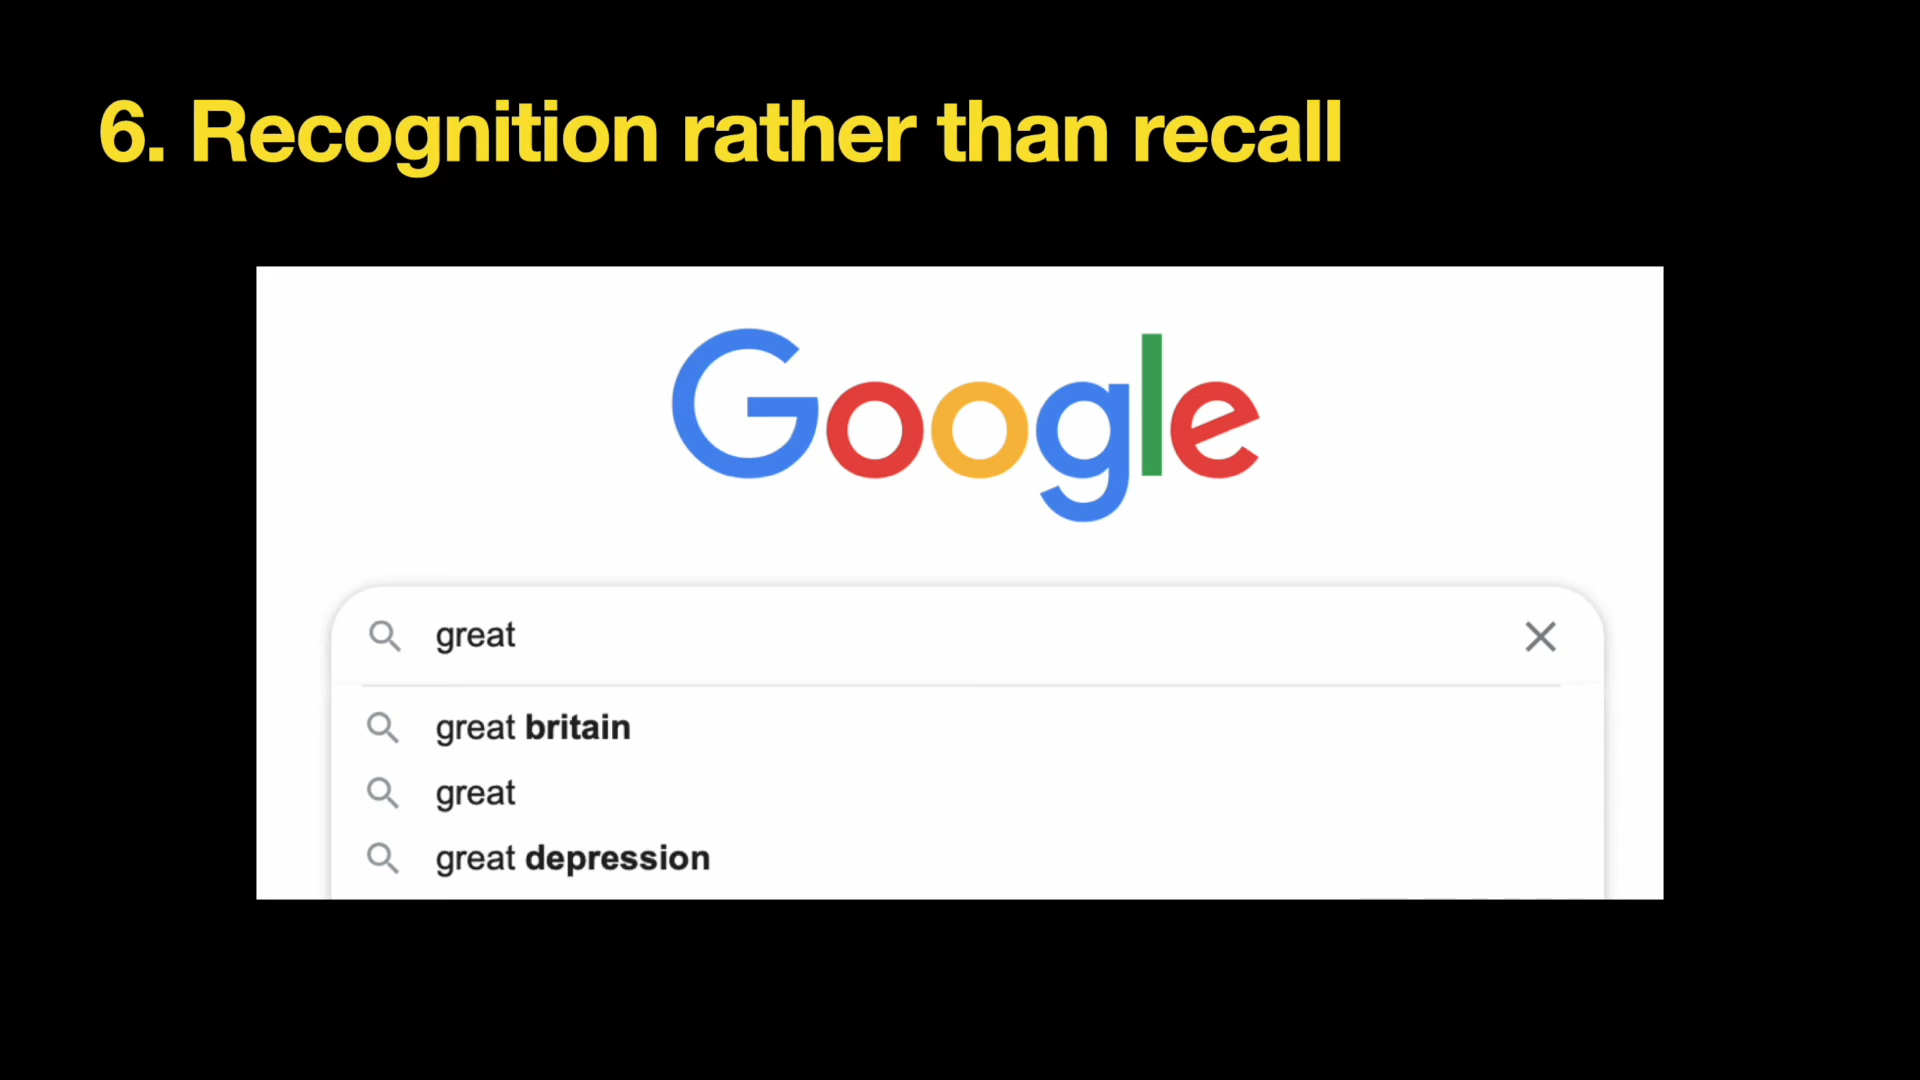 6. Recognition rather than recall
Google
great
great britain
great
great depression